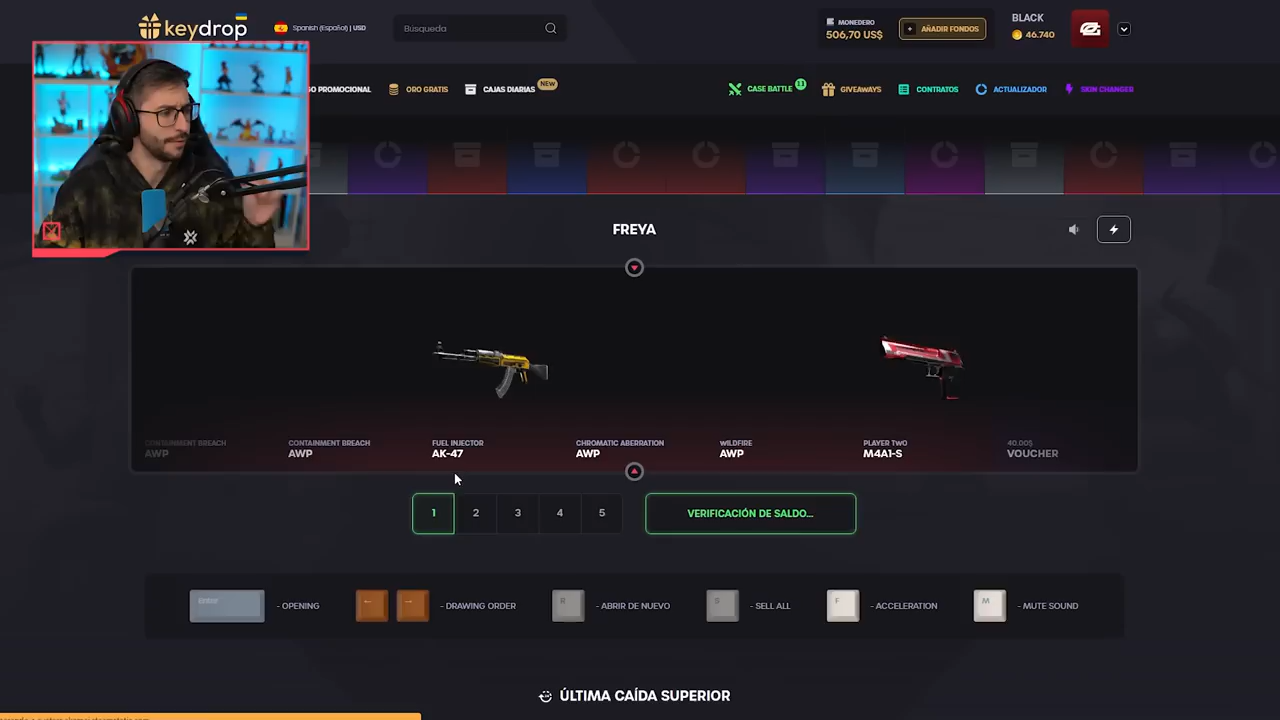 keydrop
Spanish (Español) | USD
Búsqueda
MONEDERO
506,70 US$
+ AÑADIR FONDOS
BLACK
46.740
GO PROMOCIONAL
ORO GRATIS
CAJAS DIARIAS
NEW
CASE BATTLE
GIVEAWAYS
CONTRATOS
ACTUALIZADOR
SKIN CHANGER
FREYA
CONTAINMENT BREACH
AWP
CONTAINMENT BREACH
AWP
FUEL INJECTOR
AK-47
CHROMATIC ABERRATION
AWP
WILDFIRE
AWP
PLAYER TWO
M4A1-S
40.00$
VOUCHER
1
2
3
4
5
VERIFICACIÓN DE SALDO...
Enter
- OPENING
← →
- DRAWING ORDER
R
- ABRIR DE NUEVO
S
- SELL ALL
F
- ACCELERATION
M
- MUTE SOUND
ÚLTIMA CAÍDA SUPERIOR